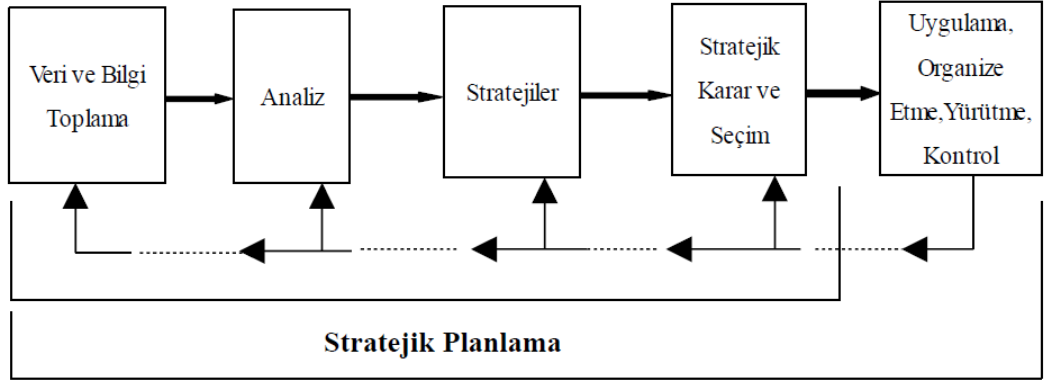 Veri ve Bilgi
Toplama
Analiz
Stratejiler
Stratejik
Karar ve
Seçim
Uygulama,
Organize
Etme,Yürütme,
Kontrol
Stratejik Planlama